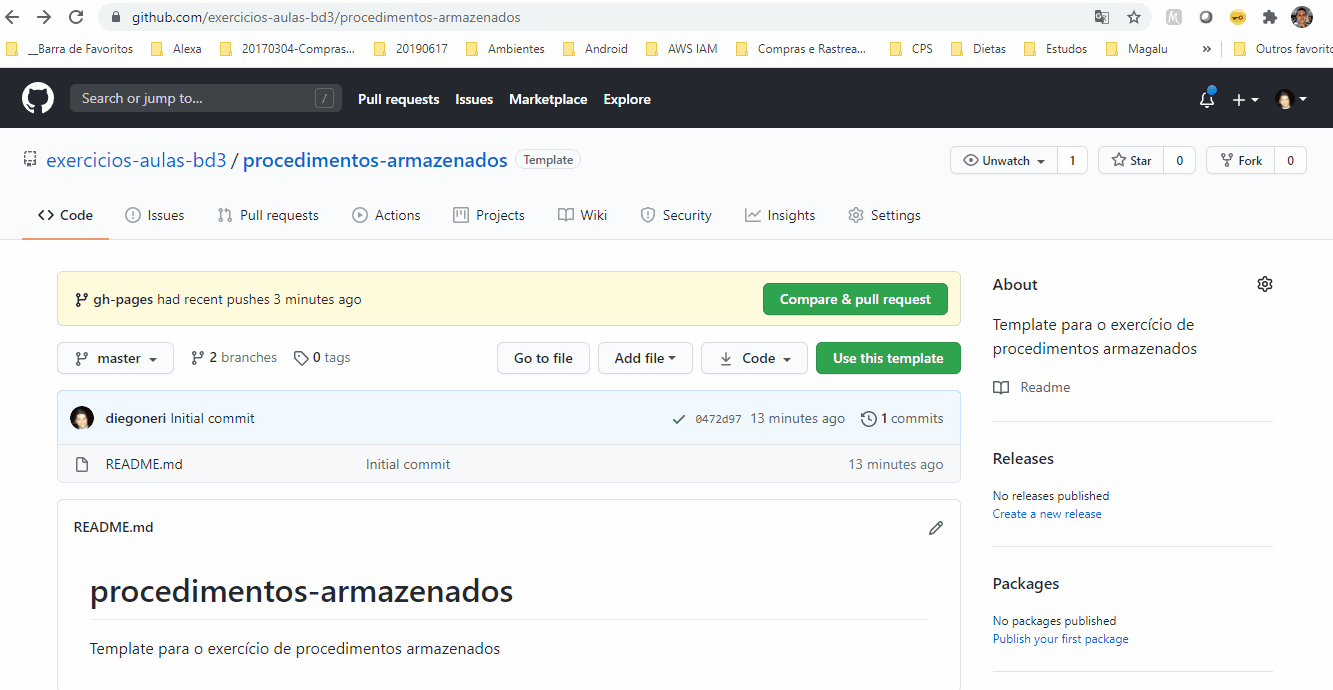 github.com/exercicios-aulas-bd3/procedimentos-armazenados
__Barra de Favoritos Alexa 20170304-Compras... 20190617 Ambientes Android AWS IAM Compras e Rastrea... CPS Dietas Estudos Magalu » Outros favorito
Search or jump to... / Pull requests Issues Marketplace Explore
exercicios-aulas-bd3 / procedimentos-armazenados Template Unwatch 1 Star 0 Fork 0
Code Issues Pull requests Actions Projects Wiki Security Insights Settings
gh-pages had recent pushes 3 minutes ago Compare & pull request
master 2 branches 0 tags Go to file Add file Code Use this template
diegoneri Initial commit 0472d97 13 minutes ago 1 commits
README.md Initial commit 13 minutes ago
README.md
procedimentos-armazenados
Template para o exercício de procedimentos armazenados
About
Template para o exercício de
procedimentos armazenados
Readme
Releases
No releases published
Create a new release
Packages
No packages published
Publish your first package